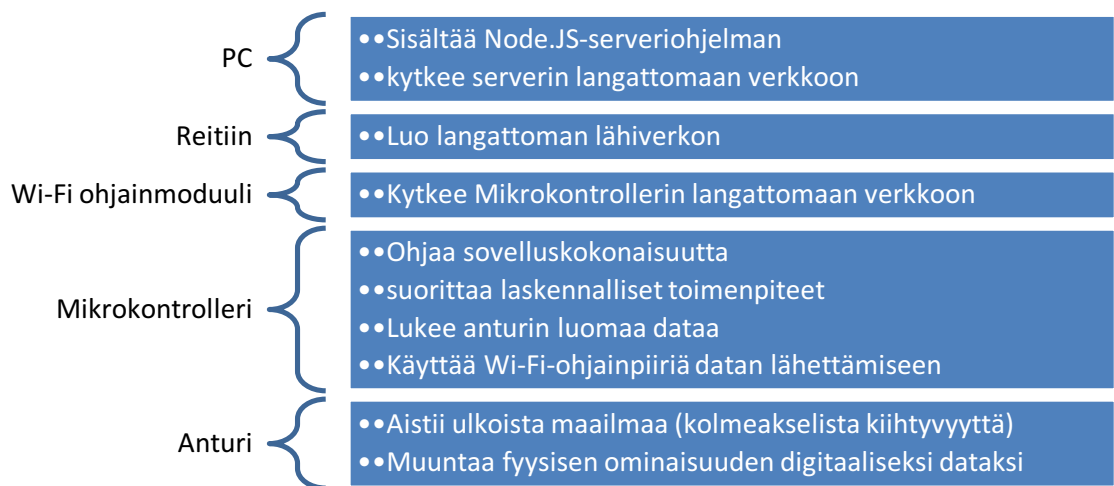 PC
••Sisältää Node.JS-serveriohjelman
••kytkee serverin langattomaan verkkoon
Reitiin
••Luo langattoman lähiverkon
Wi-Fi ohjainmoduuli
••Kytkee Mikrokontrollerin langattomaan verkkoon
Mikrokontrolleri
••Ohjaa sovelluskokonaisuutta
••suorittaa laskennalliset toimenpiteet
••Lukee anturin luomaa dataa
••Käyttää Wi-Fi-ohjainpiiriä datan lähettämiseen
Anturi
••Aistii ulkoista maailmaa (kolmeakselista kiihtyvyyttä)
••Muuntaa fyysisen ominaisuuden digitaaliseksi dataksi